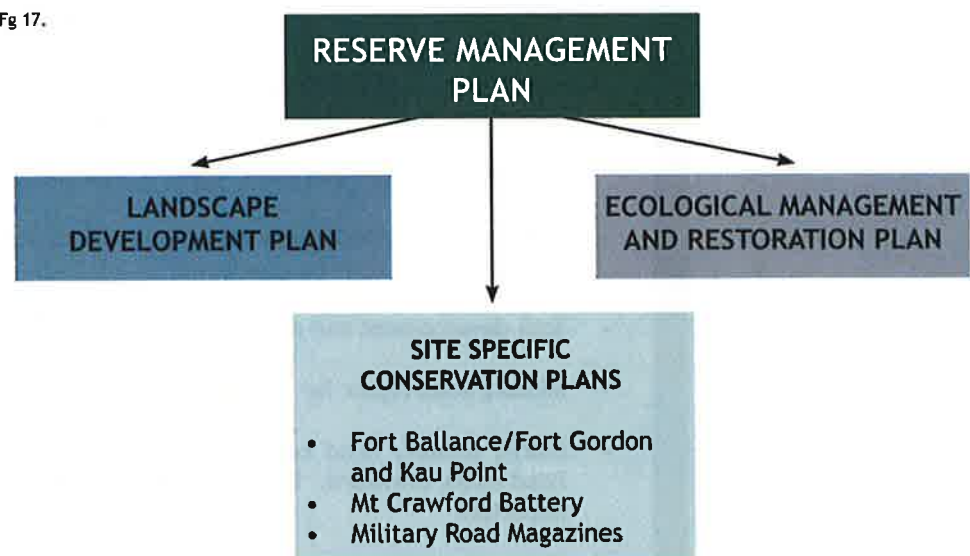 Fg 17.
RESERVE MANAGEMENT
PLAN
LANDSCAPE
DEVELOPMENT PLAN
ECOLOGICAL MANAGEMENT
AND RESTORATION PLAN
SITE SPECIFIC
CONSERVATION PLANS
• Fort Ballance/Fort Gordon
and Kau Point
• Mt Crawford Battery
• Military Road Magazines